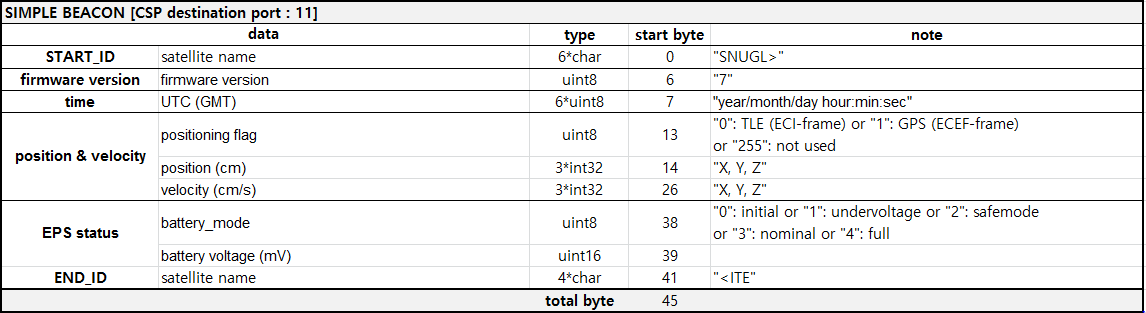 SIMPLE BEACON [CSP destination port : 11]
data type start byte note
START_ID satellite name 6*char 0 "SNUGL>"
firmware version firmware version uint8 6 "7"
time UTC (GMT) 6*uint8 7 "year/month/day hour:min:sec"
position & velocity positioning flag uint8 13 "0": TLE (ECI-frame) or "1": GPS (ECEF-frame)
or "255": not used
position (cm) 3*int32 14 "X, Y, Z"
velocity (cm/s) 3*int32 26 "X, Y, Z"
EPS status battery_mode uint8 38 "0": initial or "1": undervoltage or "2": safemode
or "3": nominal or "4": full
battery voltage (mV) uint16 39
END_ID satellite name 4*char 41 "<ITE"
total byte 45